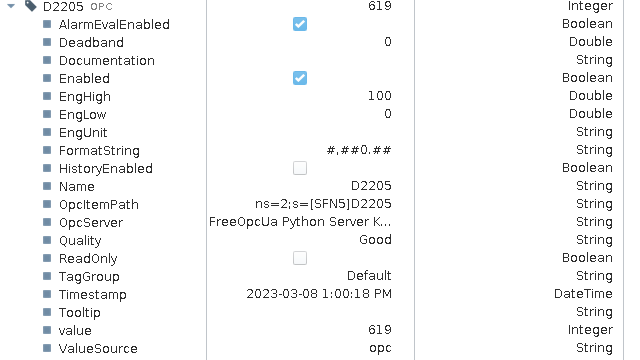 D2205 OPC 619 Integer
AlarmEvalEnabled Boolean
Deadband 0 Double
Documentation String
Enabled Boolean
EngHigh 100 Double
EngLow 0 Double
EngUnit String
FormatString #,##0.## String
HistoryEnabled Boolean
Name D2205 String
OpcItemPath ns=2;s=[SFN5]D2205 String
OpcServer FreeOpcUa Python Server K... String
Quality Good String
ReadOnly Boolean
TagGroup Default String
Timestamp 2023-03-08 1:00:18 PM DateTime
Tooltip String
value 619 Integer
ValueSource opc String